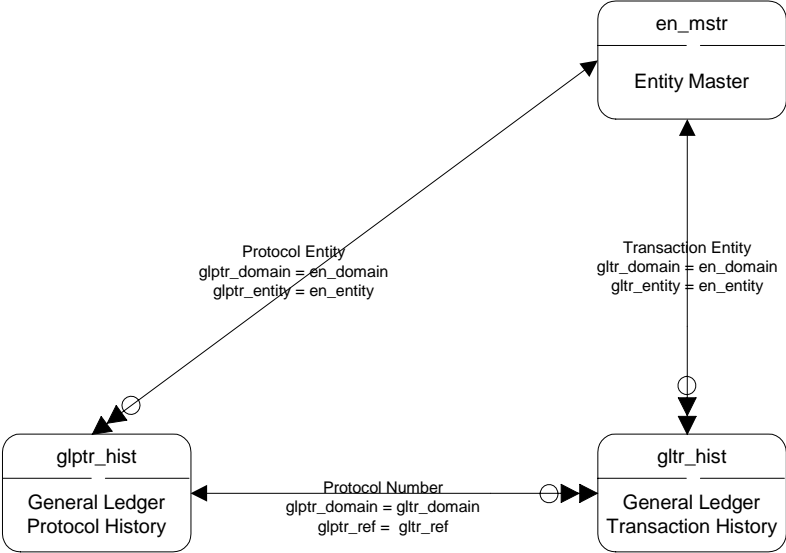 en_mstr
Entity Master
Protocol Entity
glptr_domain = en_domain
glptr_entity = en_entity
Transaction Entity
gltr_domain = en_domain
gltr_entity = en_entity
glptr_hist
General Ledger
Protocol History
Protocol Number
glptr_domain = gltr_domain
glptr_ref = gltr_ref
gltr_hist
General Ledger
Transaction History